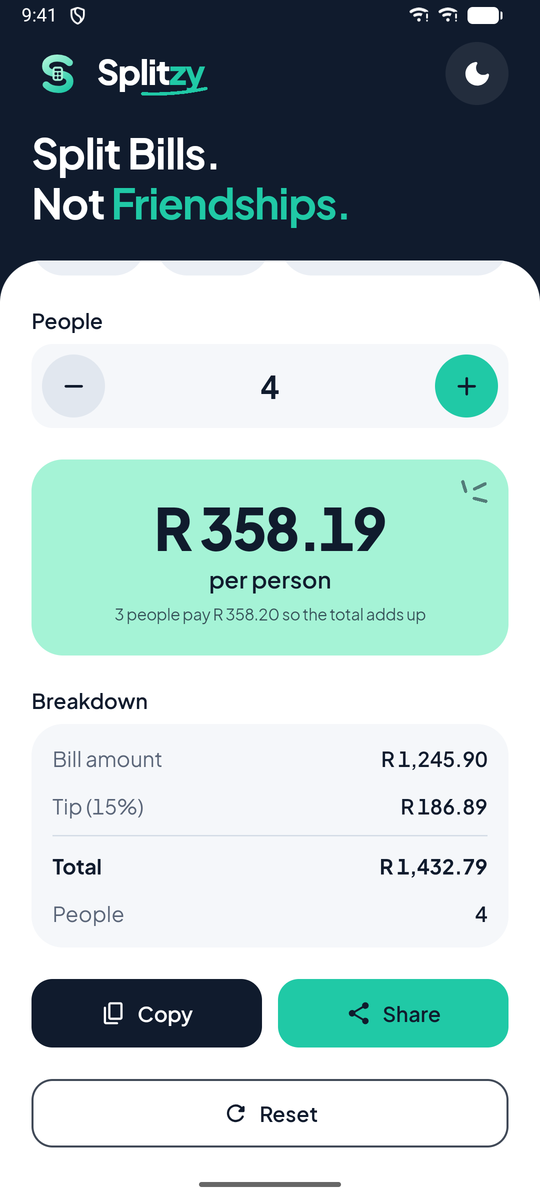 9:41
Splitzy
Split Bills.
Not Friendships.
People
4
R 358.19
per person
3 people pay R 358.20 so the total adds up
Breakdown
Bill amount R 1,245.90
Tip (15%) R 186.89
Total R 1,432.79
People 4
Copy Share
Reset